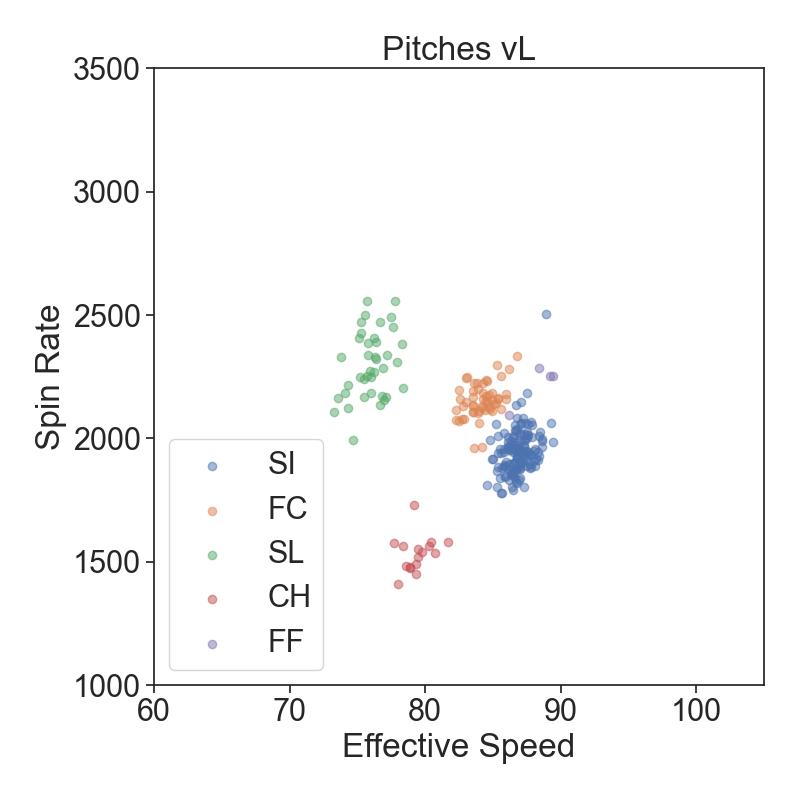 Pitches vL
3500
3000
2500
2000
1500
1000
Spin Rate
SI
FC
SL
CH
FF
60 70 80 90 100
Effective Speed